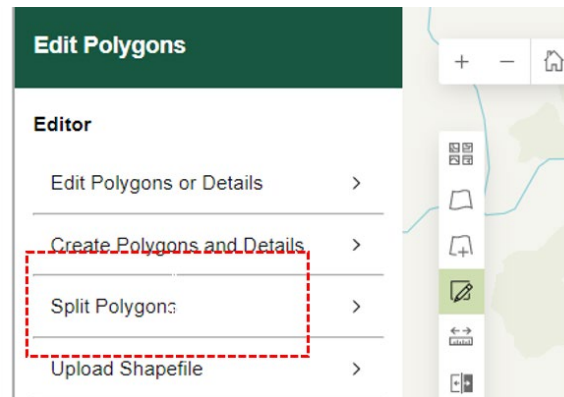 Edit Polygons
Editor
Edit Polygons or Details
Create Polygons and Details
Split Polygons
Upload Shapefile